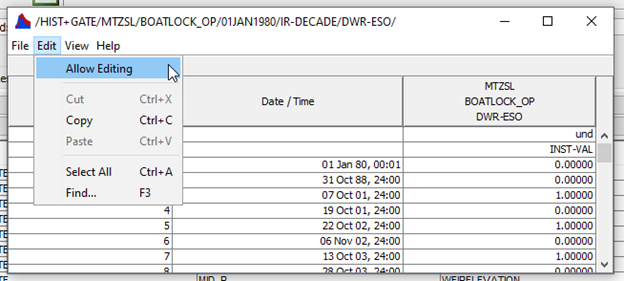 /HIST+GATE/MTZSL/BOATLOCK_OP/01JAN1980/IR-DECADE/DWR-ESO/
File Edit View Help
Allow Editing
Cut Ctrl+X
Copy Ctrl+C
Paste Ctrl+V
Select All Ctrl+A
Find... F3
Date / Time
MTZSL
BOATLOCK_OP
DWR-ESO
und
INST-VAL
01 Jan 80, 00:01 0.00000
31 Oct 88, 24:00 0.00000
07 Oct 01, 24:00 1.00000
4 19 Oct 01, 24:00 0.00000
5 22 Oct 02, 24:00 1.00000
6 06 Nov 02, 24:00 0.00000
7 13 Oct 03, 24:00 1.00000
8 28 Oct 03, 24:00 0.00000
MID_R WEIRELEVATION